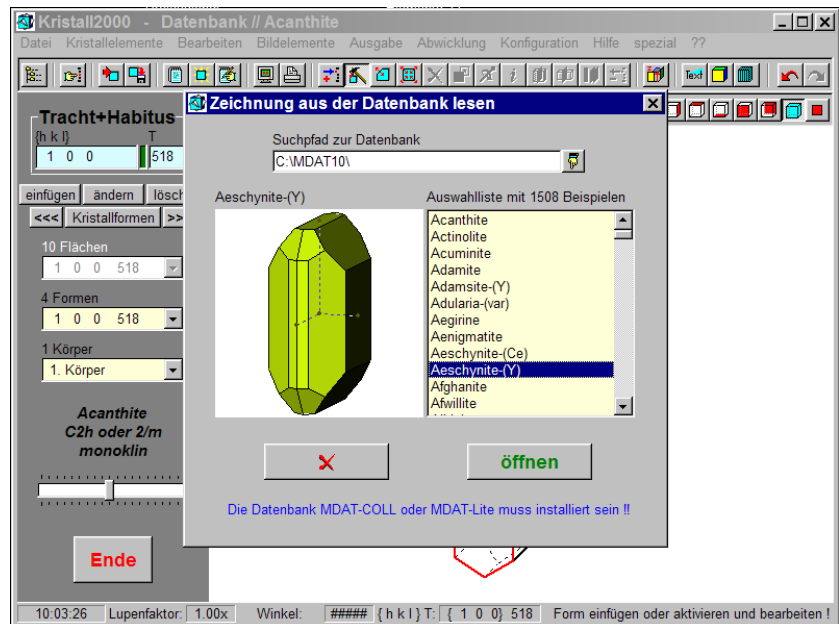 Kristall2000 - Datenbank // Acanthite
Datei Kristallelemente Bearbeiten Bildelemente Ausgabe Abwicklung Konfiguration Hilfe spezial ??
Text
Zeichnung aus der Datenbank lesen
Tracht+Habitus
{h k l} T
1 0 0 518
einfügen ändern lösch
<<< Kristallformen >>
10 Flächen
1 0 0 518
4 Formen
1 0 0 518
1 Körper
1. Körper
Acanthite
C2h oder 2/m
monoklin
Ende
Suchpfad zur Datenbank
C:\MDAT10\
Aeschynite-(Y)
Auswahlliste mit 1508 Beispielen
Acanthite
Actinolite
Acuminite
Adamite
Adamsite-(Y)
Adularia-(var)
Aegirine
Aenigmatite
Aeschynite-(Ce)
Aeschynite-(Y)
Afghanite
Afwillite
öffnen
Die Datenbank MDAT-COLL oder MDAT-Lite muss installiert sein !!
10:03:26 Lupenfaktor: 1.00x Winkel: ##### { h k l } T: { 1 0 0} 518 Form einfügen oder aktivieren und bearbeiten !